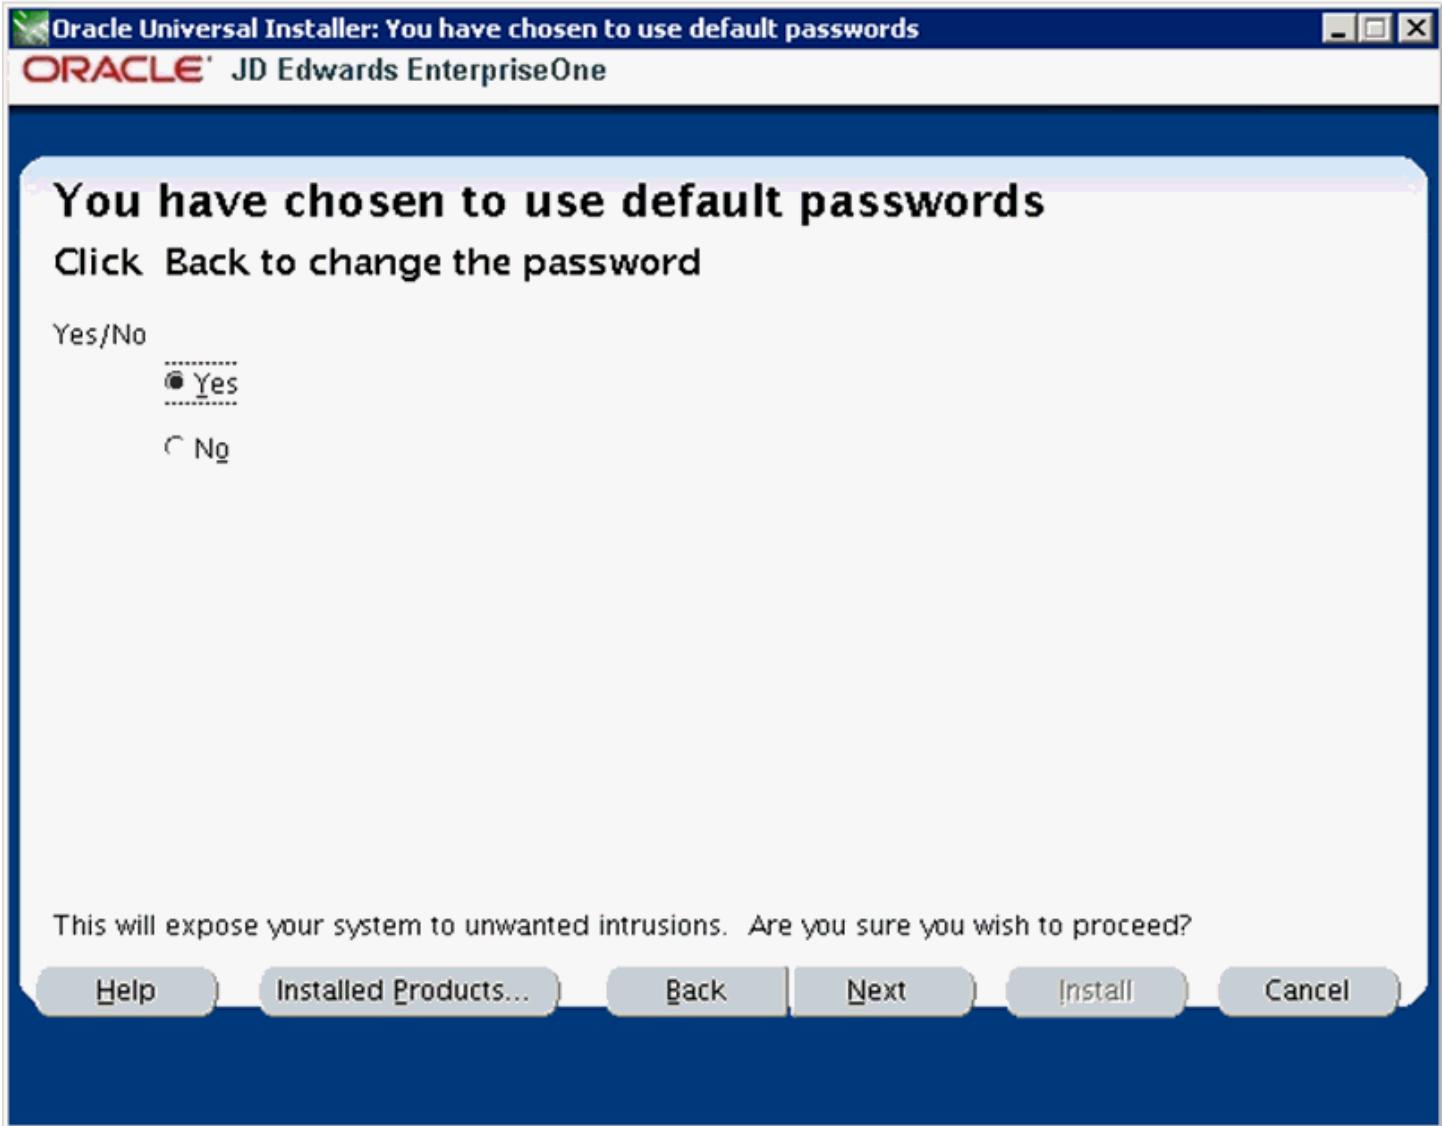 Oracle Universal Installer: You have chosen to use default passwords
ORACLE JD Edwards EnterpriseOne
You have chosen to use default passwords
Click Back to change the password
Yes/No
Yes
No
This will expose your system to unwanted intrusions. Are you sure you wish to proceed?
Help Installed Products... Back Next Install Cancel